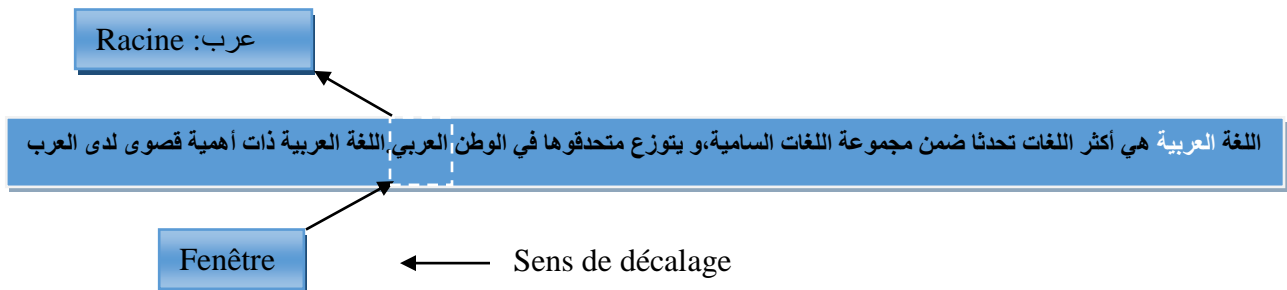 Racine: عرب
اللغة العربية هي أكثر اللغات تحدثا ضمن مجموعة اللغات السامية،و يتوزع متحدقوها في الوطن العربي اللغة العربية ذات أهمية قصوى لدى العرب
Fenêtre
Sens de décalage